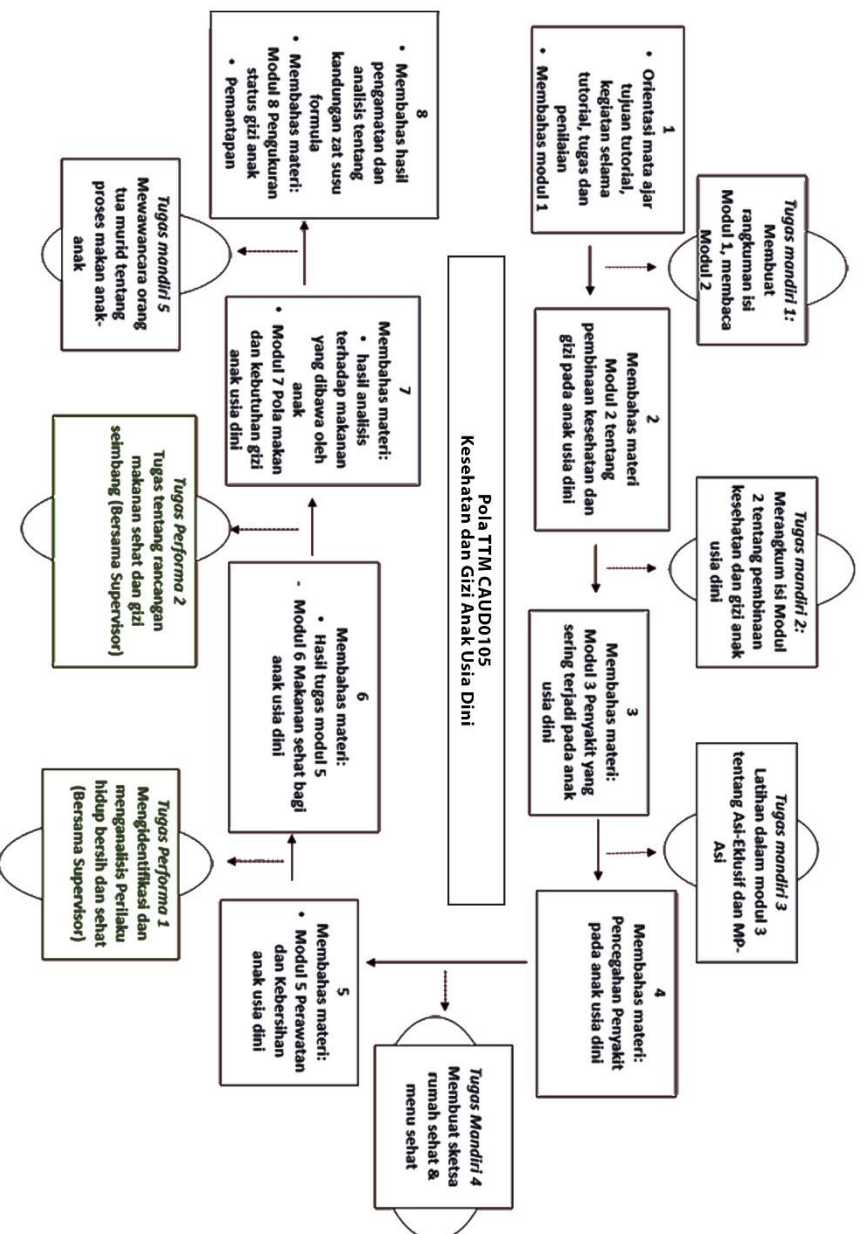 Pola TTM CAUD0105
Kesehatan dan Gizi Anak Usia Dini
1
• Orientasi mata ajar
tujuan tutorial,
kegiatan selama
tutorial, tugas dan
penilaian
• Membahas modul 1
Tugas mandiri 1:
Membuat
rangkuman isi
Modul 1, membaca
Modul 2
2
Membahas materi
Modul 2 tentang
pembinaan kesehatan dan
gizi pada anak usia dini
Tugas mandiri 2:
Merangkum isi Modul
2 tentang pembinaan
kesehatan dan gizi anak
usia dini
3
Membahas materi:
Modul 3 Penyakit yang
sering terjadi pada anak
usia dini
Tugas mandiri 3
Latihan dalam modul 3
tentang Asi-Eklusif dan MP-
Asi
4
Membahas materi:
Pencegahan Penyakit
pada anak usia dini
Tugas Mandiri 4
Membuat sketsa
rumah sehat &
menu sehat
5
Membahas materi:
• Modul 5 Perawatan
dan Kebersihan
anak usia dini
Tugas Performa 1
Mengidentifikasi dan
menganalisis Perilaku
hidup bersih dan sehat
(Bersama Supervisor)
6
Membahas materi:
• Hasil tugas modul 5
- Modul 6 Makanan sehat bagi
anak usia dini
Tugas Performa 2
Tugas tentang rancangan
makanan sehat dan gizi
seimbang (Bersama Supervisor)
7
Membahas materi:
• hasil analisis
terhadap makanan
yang dibawa oleh
anak
• Modul 7 Pola makan
dan kebutuhan gizi
anak usia dini
Tugas mandiri 5
Mewawancara orang
tua murid tentang
proses makan anak-
anak
8
• Membahas hasil
pengamatan dan
analisis tentang
kandungan zat susu
formula
• Membahas materi:
Modul 8 Pengukuran
status gizi anak
• Pemantapan